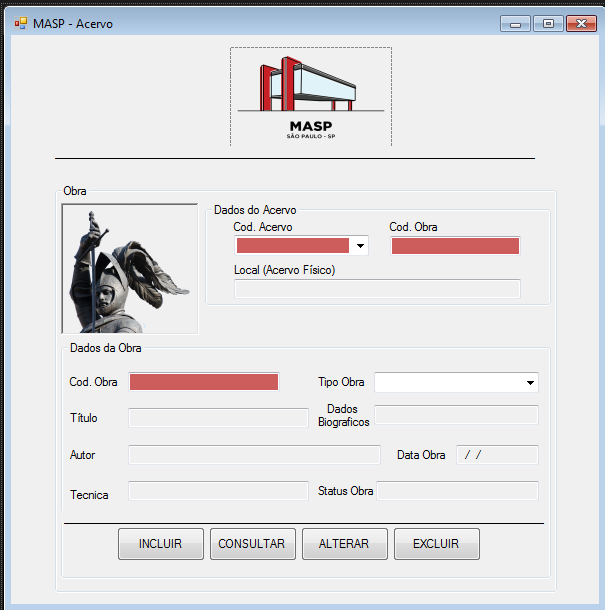 MASP - Acervo
MASP
SÃO PAULO - SP
Obra
Dados do Acervo
Cod. Acervo
Cod. Obra
Local (Acervo Físico)
Dados da Obra
Cod. Obra
Tipo Obra
Título
Dados
Biograficos
Autor
Data Obra
/ /
Tecnica
Status Obra
INCLUIR
CONSULTAR
ALTERAR
EXCLUIR